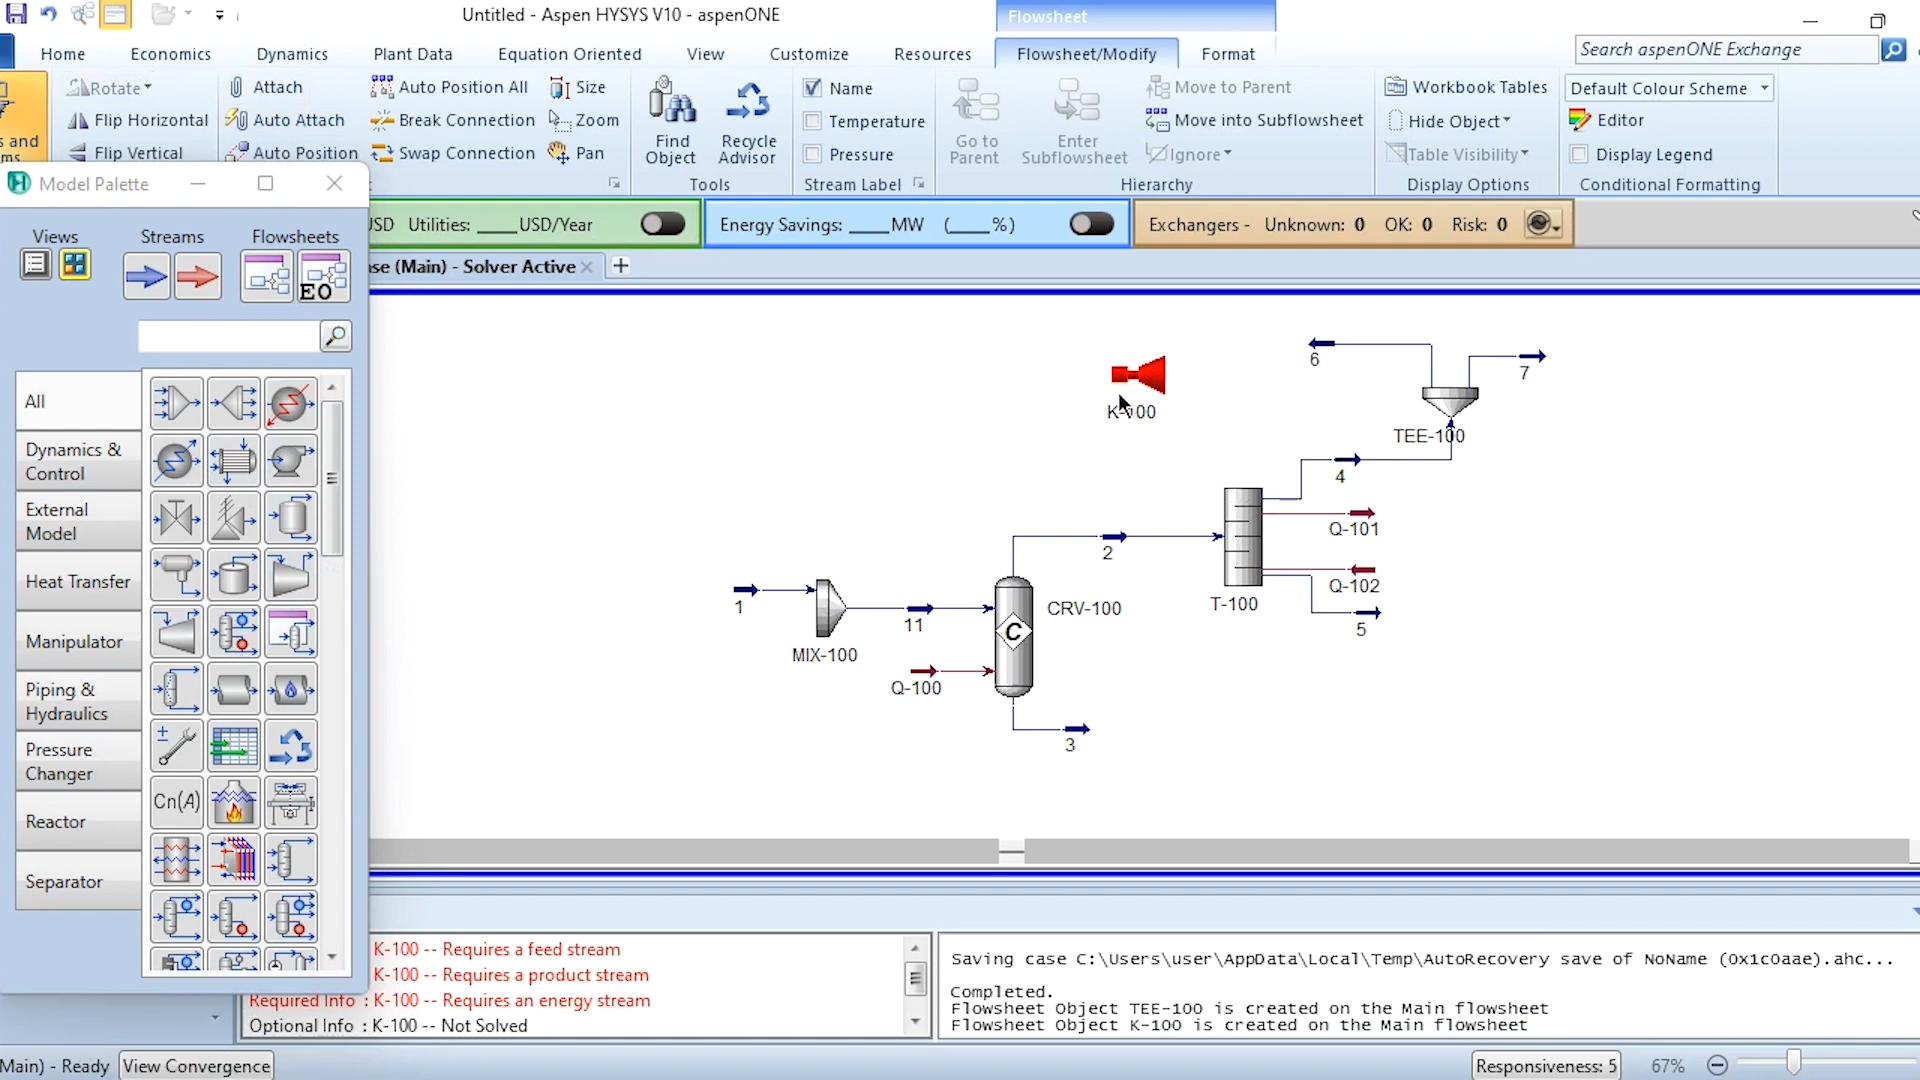 Untitled - Aspen HYSYS V10 - aspenONE
Flowsheet
Home
Economics
Dynamics
Plant Data
Equation Oriented
View
Customize
Resources
Flowsheet/Modify
Format
Search aspenONE Exchange
s and
ms
Rotate
Flip Horizontal
Flip Vertical
Attach
Auto Attach
Auto Position
Auto Position All
Break Connection
Swap Connection
Size
Zoom
Pan
Find
Object
Recycle
Advisor
Tools
Name
Temperature
Pressure
Stream Label
Go to
Parent
Enter
Subflowsheet
Move to Parent
Move into Subflowsheet
Ignore
Hierarchy
Workbook Tables
Hide Object
Table Visibility
Display Options
Default Colour Scheme
Editor
Display Legend
Conditional Formatting
Model Palette
Views
Streams
Flowsheets
EO
USD Utilities: ____ USD/Year
Energy Savings: ____ MW (____%)
Exchangers - Unknown: 0 OK: 0 Risk: 0
ase (Main) - Solver Active
All
Dynamics &
Control
External
Model
Heat Transfer
Manipulator
Piping &
Hydraulics
Pressure
Changer
Reactor
Separator
Cn(A)
K-100
6
7
TEE-100
4
Q-101
Q-102
T-100
5
2
1
11
MIX-100
CRV-100
C
Q-100
3
K-100 -- Requires a feed stream
K-100 -- Requires a product stream
Required Info : K-100 -- Requires an energy stream
Optional Info : K-100 -- Not Solved
Saving case C:\Users\user\AppData\Local\Temp\AutoRecovery save of NoName (0x1c0aae).ahc...
Completed.
Flowsheet Object TEE-100 is created on the Main flowsheet
Flowsheet Object K-100 is created on the Main flowsheet
Main) - Ready
View Convergence
Responsiveness: 5
67%